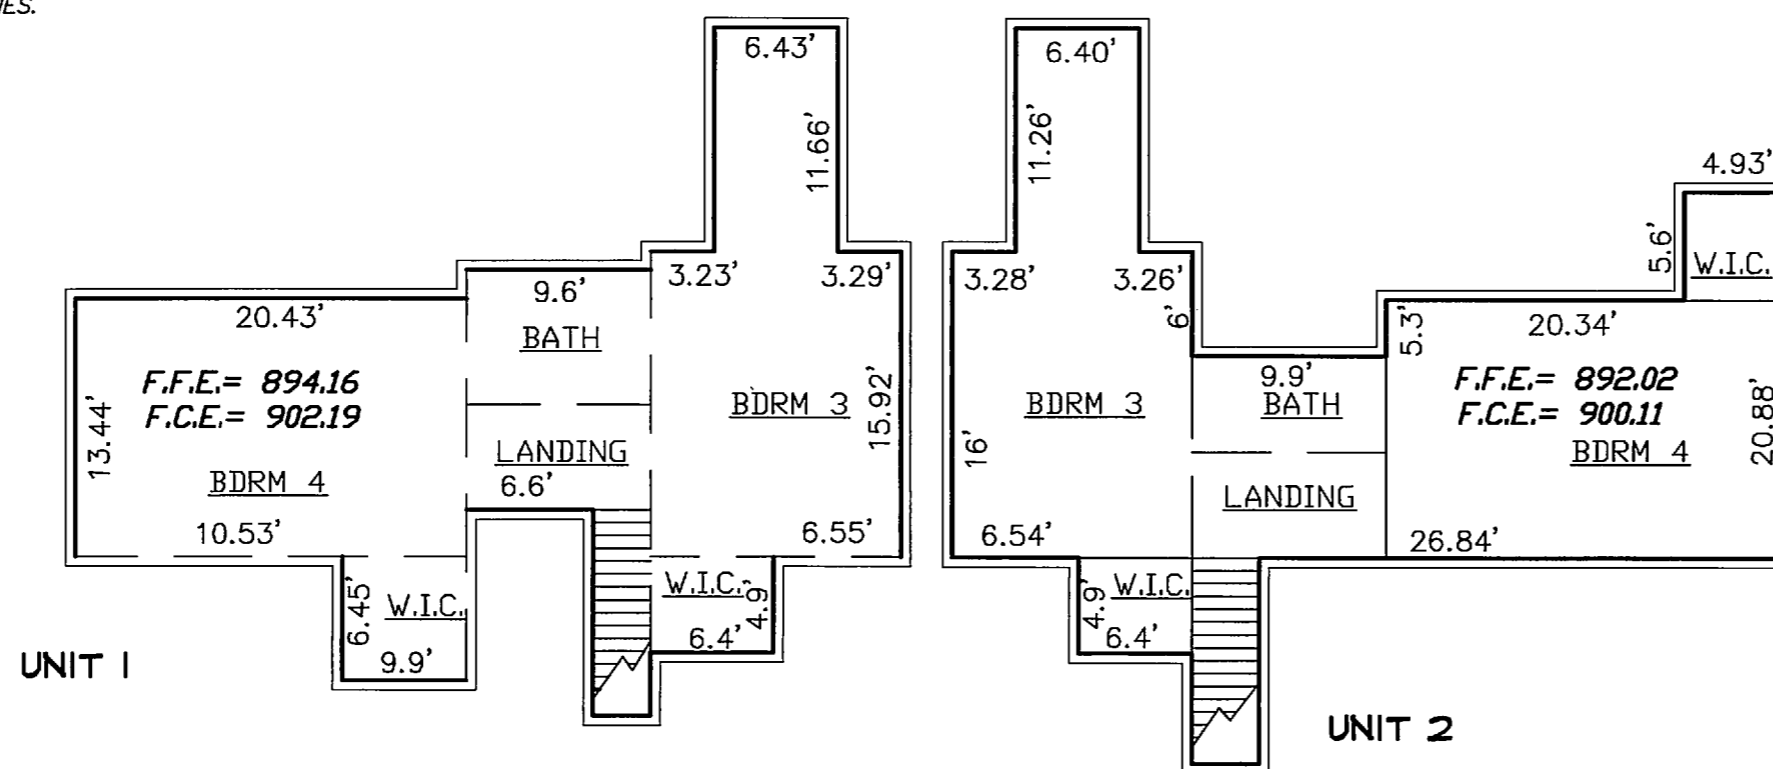 ES.
6.43'
11.66'
3.23'
3.29'
9.6'
BATH
20.43'
F.F.E.= 894.16
F.C.E.= 902.19
13.44'
BDRM 4
10.53'
LANDING
6.6'
BDRM 3
15.92'
6.55'
6.45'
W.I.C.
9.9'
W.I.C.
4.9'
6.4'
UNIT 1
6.40'
11.26'
3.28'
3.26'
6'
BDRM 3
16'
6.54'
9.9'
BATH
LANDING
5.3'
20.34'
4.93'
5.6'
W.I.C.
F.F.E.= 892.02
F.C.E.= 900.11
BDRM 4
20.88'
26.84'
4.9'
W.I.C.
6.4'
UNIT 2